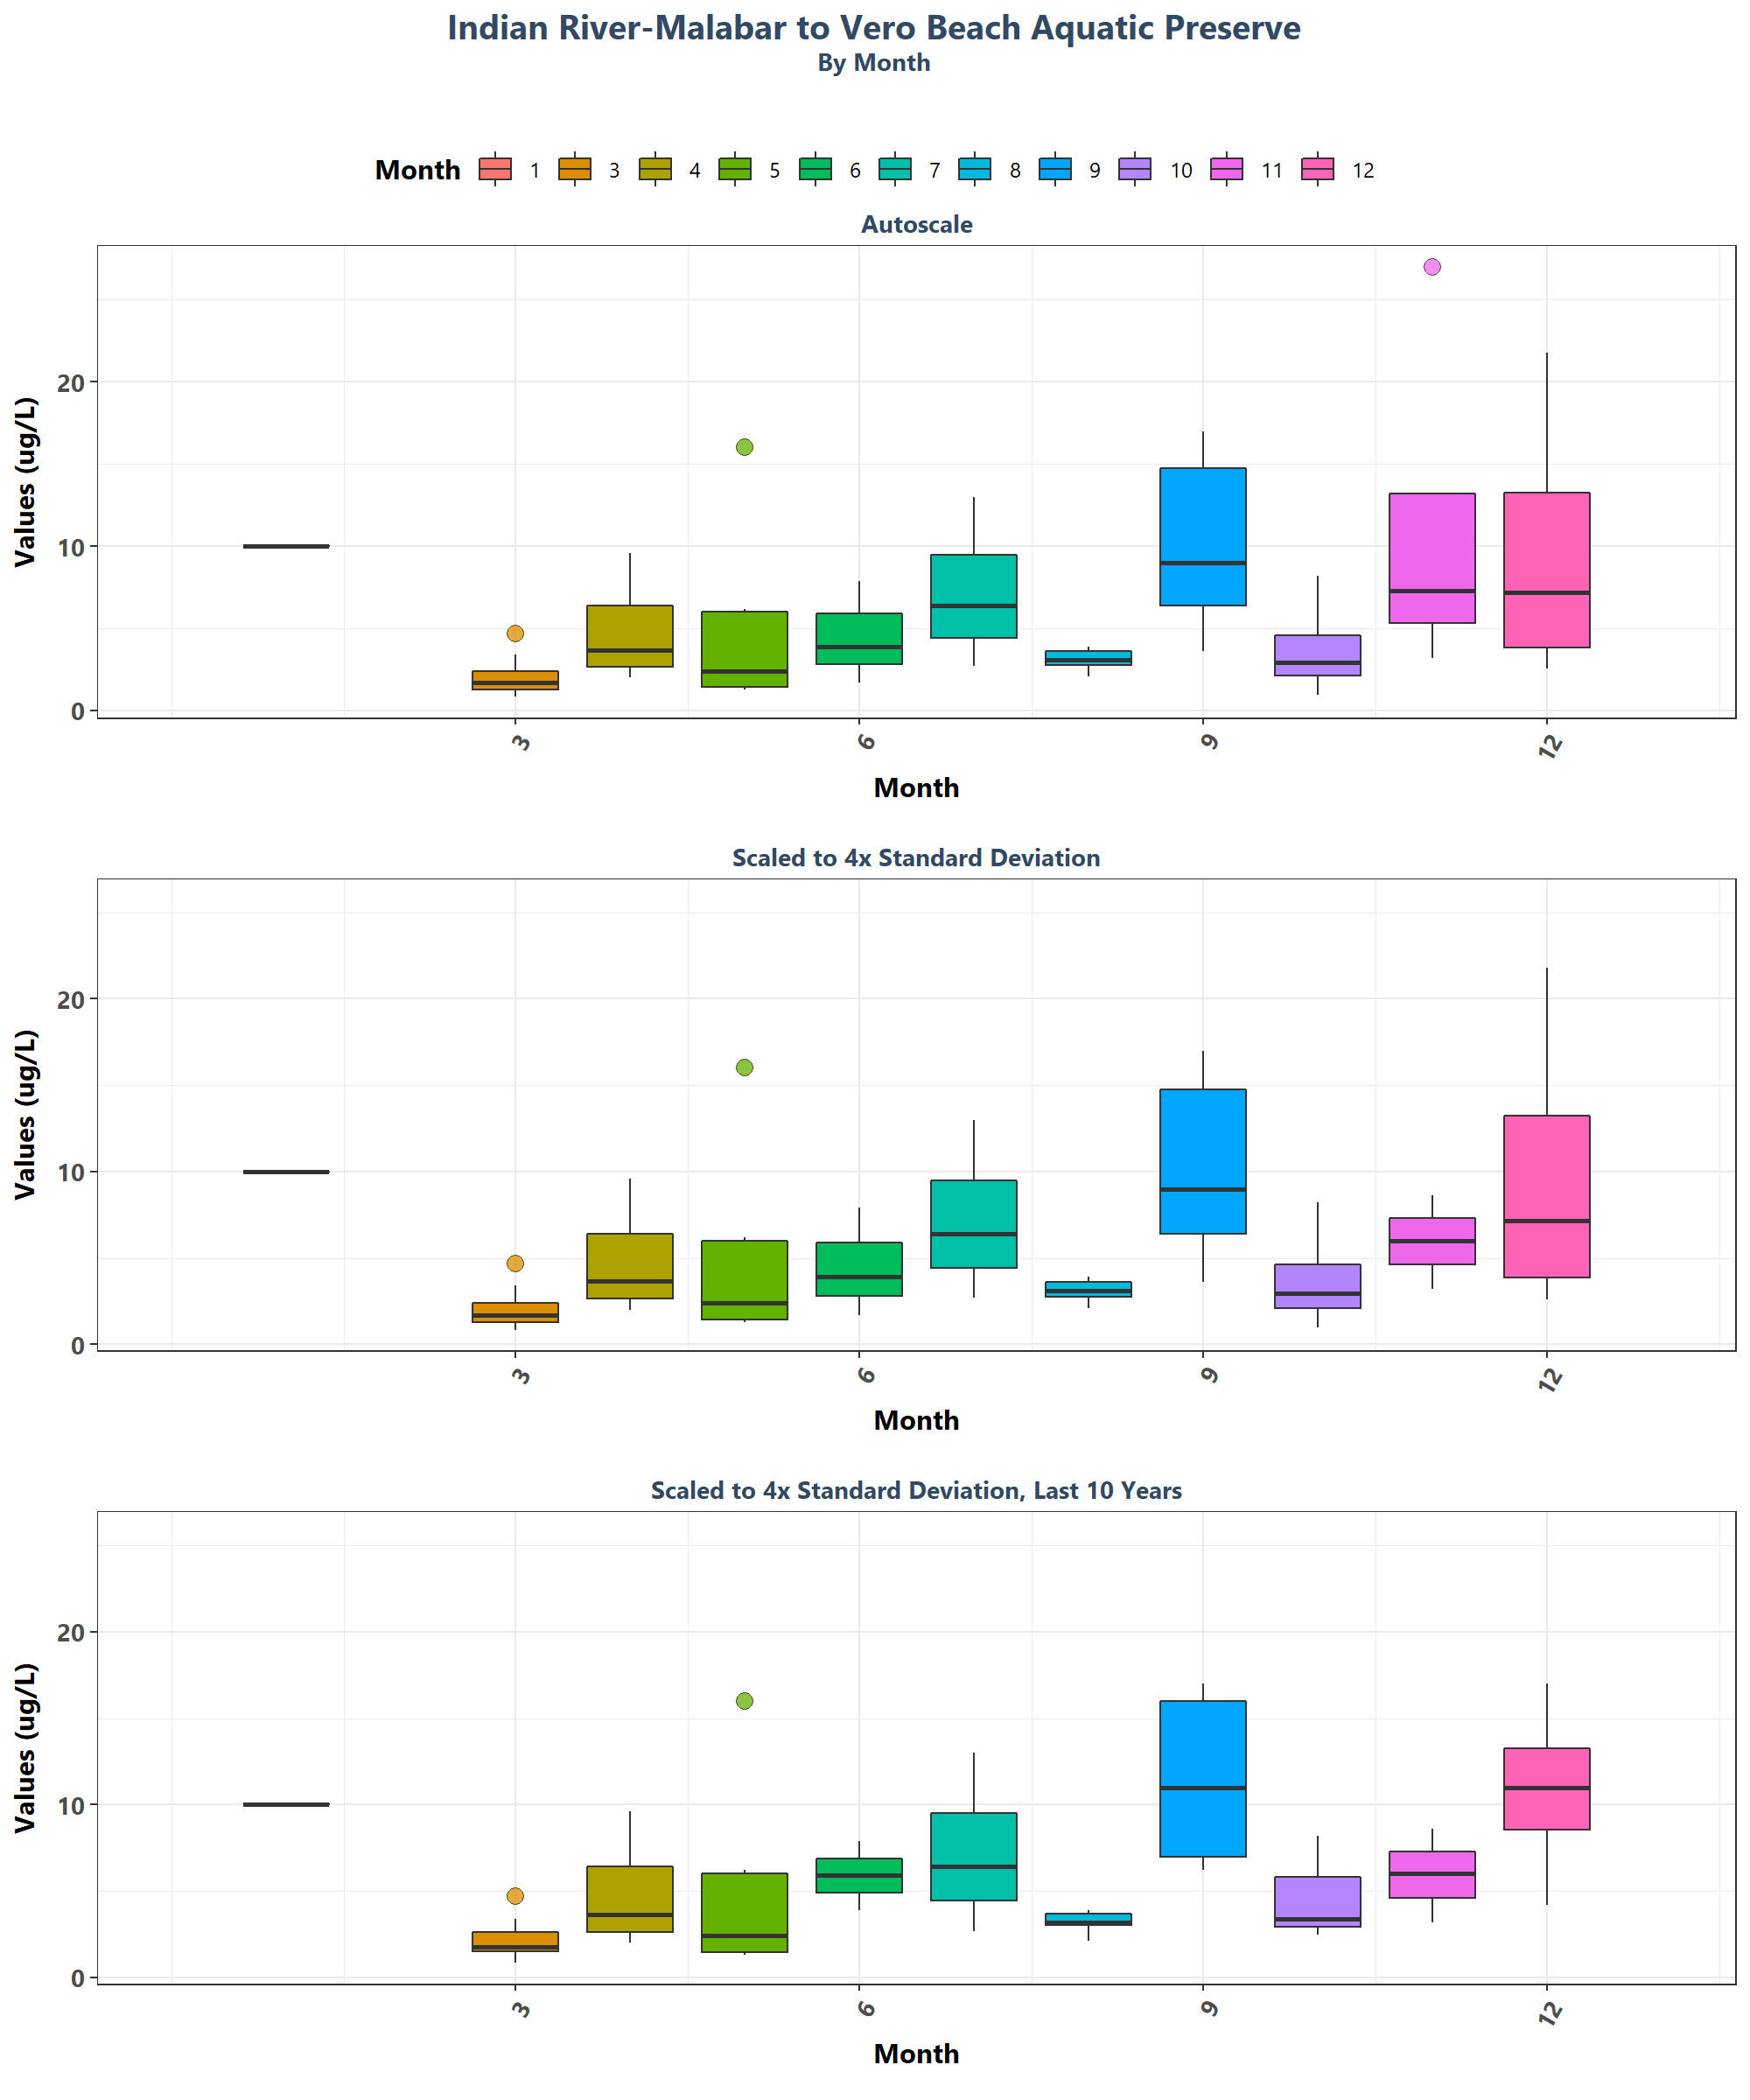 Indian River-Malabar to Vero Beach Aquatic Preserve
By Month
Month 1 3 4 5 6 7 8 9 10 11 12
Autoscale
Values (ug/L)
20
10
0
3 6 9 12
Month
Scaled to 4x Standard Deviation
Values (ug/L)
20
10
0
3 6 9 12
Month
Scaled to 4x Standard Deviation, Last 10 Years
Values (ug/L)
20
10
0
3 6 9 12
Month